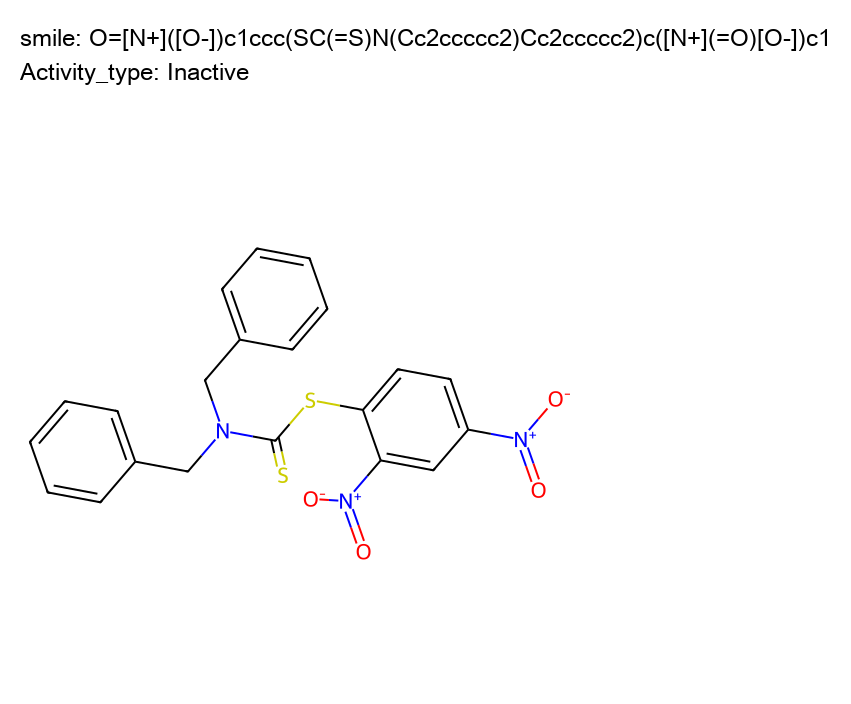 smile: O=[N+]([O-])c1ccc(SC(=S)N(Cc2ccccc2)Cc2ccccc2)c([N+](=O)[O-])c1
Activity_type: Inactive
S
O-
N
N+
S
O- N+
O
O